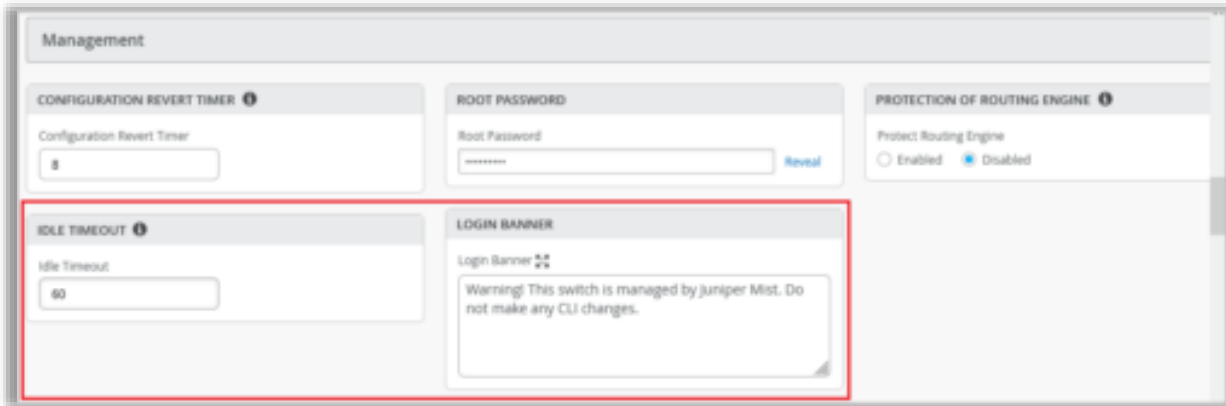 Management
CONFIGURATION REVERT TIMER
Configuration Revert Timer
8
ROOT PASSWORD
Root Password
•••••••••
Reveal
PROTECTION OF ROUTING ENGINE
Protect Routing Engine
Enabled Disabled
IDLE TIMEOUT
Idle Timeout
60
LOGIN BANNER
Login Banner
Warning! This switch is managed by Juniper Mist. Do
not make any CLI changes.